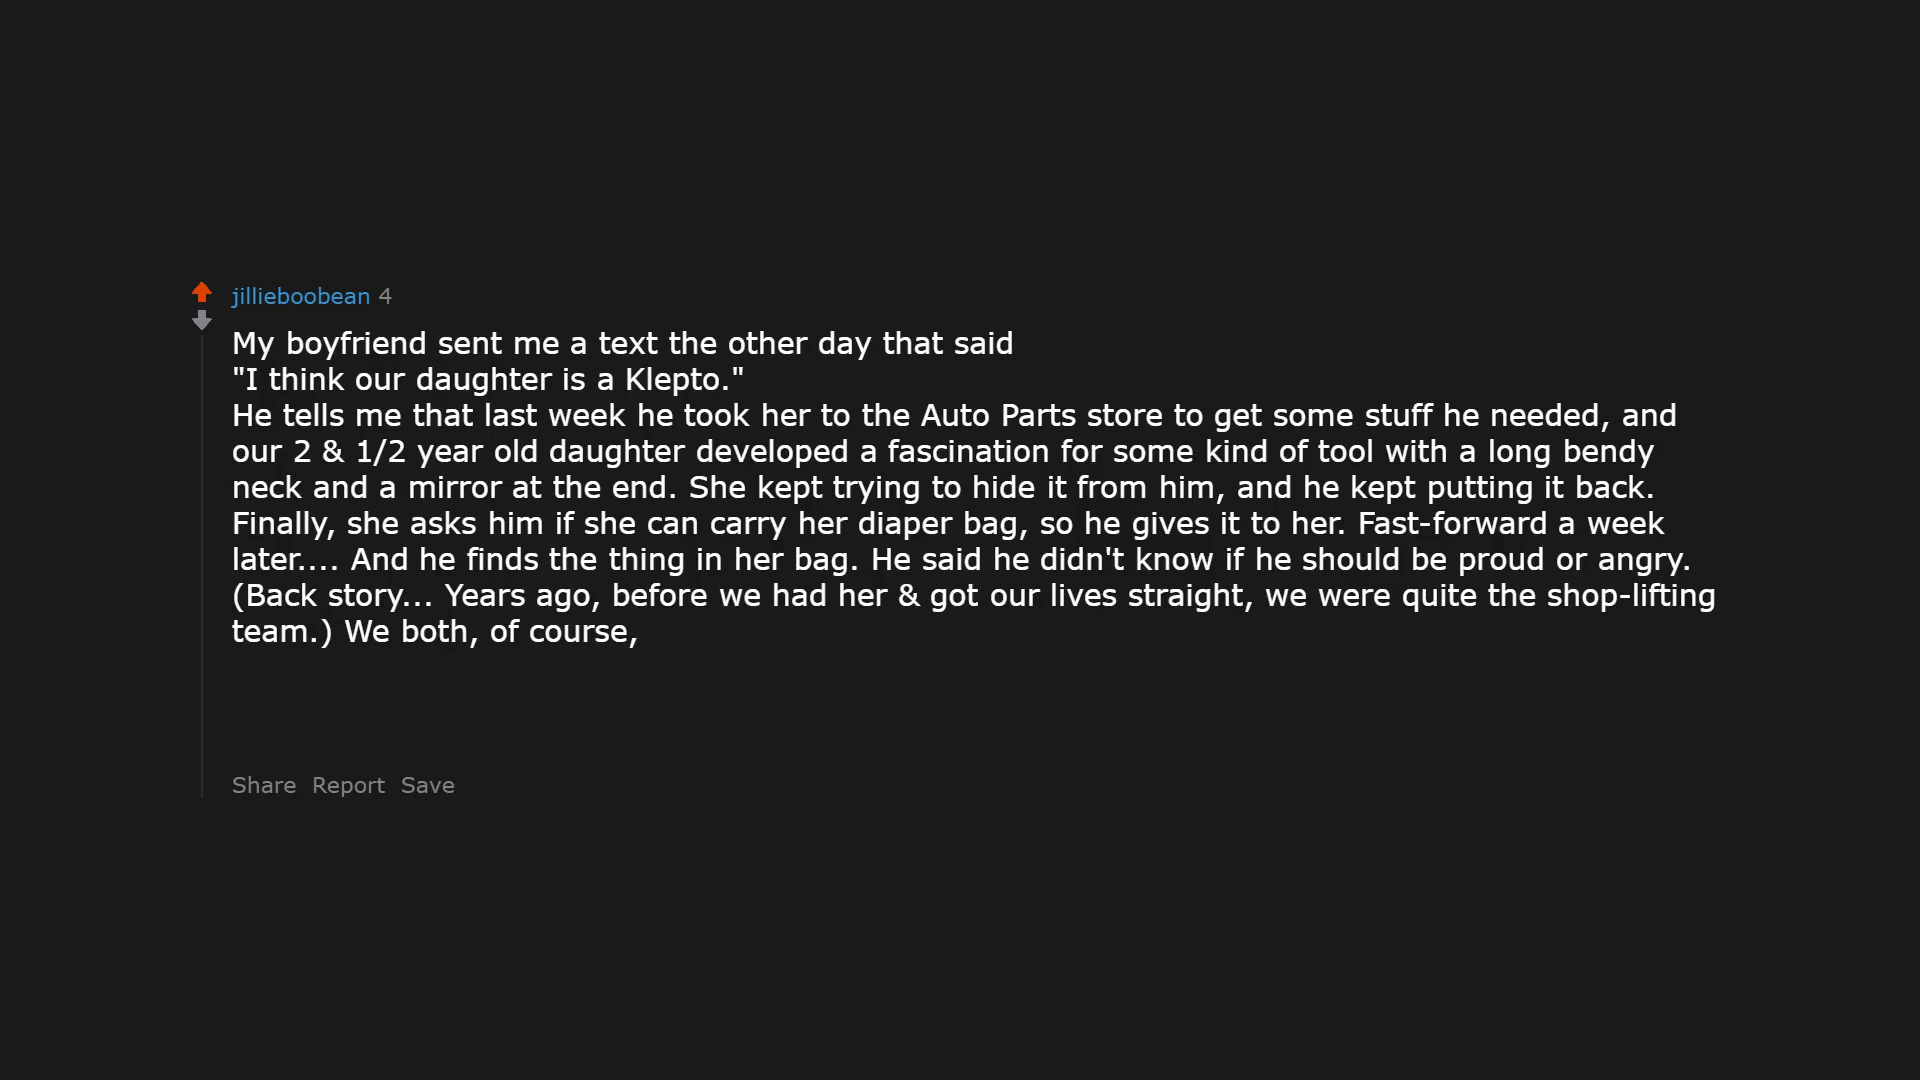 jillieboobean 4
My boyfriend sent me a text the other day that said
"I think our daughter is a Klepto."
He tells me that last week he took her to the Auto Parts store to get some stuff he needed, and
our 2 & 1/2 year old daughter developed a fascination for some kind of tool with a long bendy
neck and a mirror at the end. She kept trying to hide it from him, and he kept putting it back.
Finally, she asks him if she can carry her diaper bag, so he gives it to her. Fast-forward a week
later.... And he finds the thing in her bag. He said he didn't know if he should be proud or angry.
(Back story... Years ago, before we had her & got our lives straight, we were quite the shop-lifting
team.) We both, of course,
Share Report Save